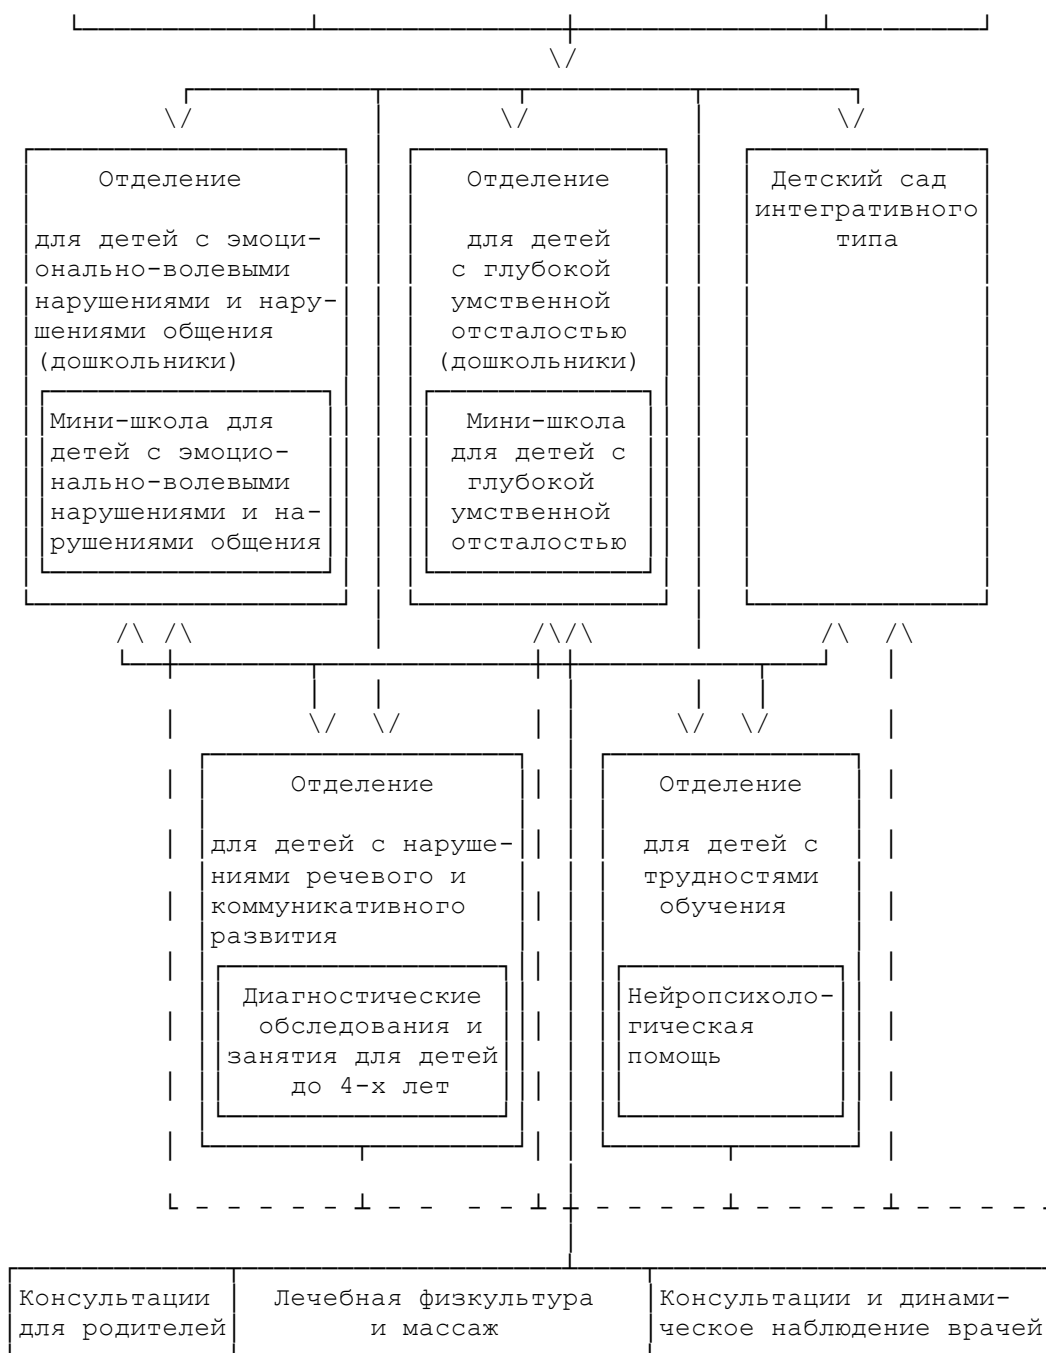 Отделение
для детей с эмоци-
онально-волевыми
нарушениями и нару-
шениями общения
(дошкольники)
Мини-школа для
детей с эмоцио-
нально-волевыми
нарушениями и на-
рушениями общения
Отделение
для детей
с глубокой
умственной
отсталостью
(дошкольники)
Мини-школа
для детей с
глубокой
умственной
отсталостью
Детский сад
интегративного
типа
Отделение
для детей с наруше-
ниями речевого и
коммуникативного
развития
Диагностические
обследования и
занятия для детей
до 4-х лет
Отделение
для детей с
трудностями
обучения
Нейропсихоло-
гическая
помощь
Консультации
для родителей
Лечебная физкультура
и массаж
Консультации и динами-
ческое наблюдение врачей